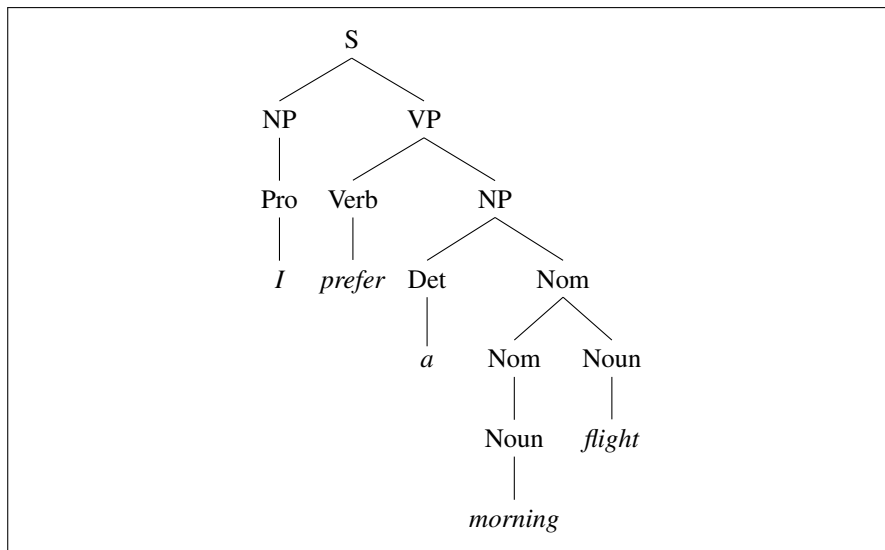 S
NP VP
Pro Verb NP
I prefer Det Nom
a Nom Noun
Noun flight
morning